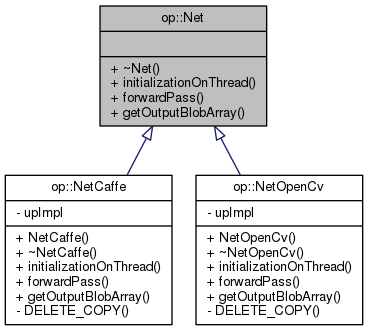 op::Net
+ ~Net()
+ initializationOnThread()
+ forwardPass()
+ getOutputBlobArray()
op::NetCaffe
- upImpl
+ NetCaffe()
+ ~NetCaffe()
+ initializationOnThread()
+ forwardPass()
+ getOutputBlobArray()
- DELETE_COPY()
op::NetOpenCv
- upImpl
+ NetOpenCv()
+ ~NetOpenCv()
+ initializationOnThread()
+ forwardPass()
+ getOutputBlobArray()
- DELETE_COPY()